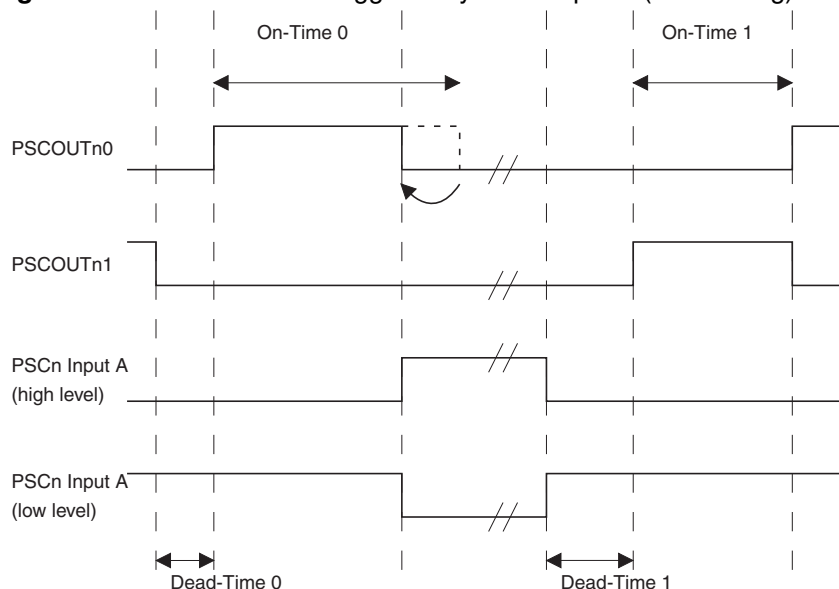 On-Time 0
On-Time 1
PSCOUTn0
PSCOUTn1
PSCn Input A
(high level)
PSCn Input A
(low level)
Dead-Time 0
Dead-Time 1